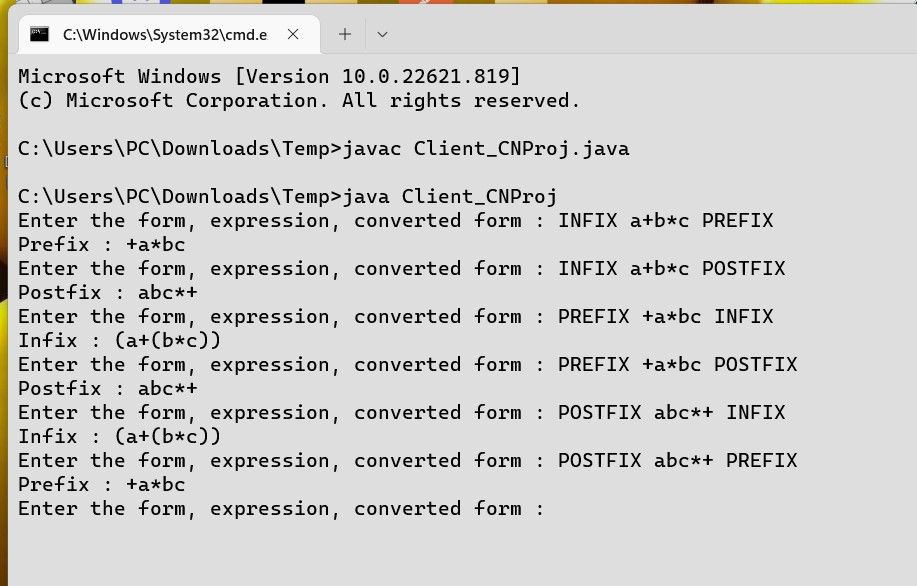 C:\Windows\System32\cmd.e
Microsoft Windows [Version 10.0.22621.819]
(c) Microsoft Corporation. All rights reserved.
C:\Users\PC\Downloads\Temp>javac Client_CNProj.java
C:\Users\PC\Downloads\Temp>java Client_CNProj
Enter the form, expression, converted form : INFIX a+b*c PREFIX
Prefix : +a*bc
Enter the form, expression, converted form : INFIX a+b*c POSTFIX
Postfix : abc*+
Enter the form, expression, converted form : PREFIX +a*bc INFIX
Infix : (a+(b*c))
Enter the form, expression, converted form : PREFIX +a*bc POSTFIX
Postfix : abc*+
Enter the form, expression, converted form : POSTFIX abc*+ INFIX
Infix : (a+(b*c))
Enter the form, expression, converted form : POSTFIX abc*+ PREFIX
Prefix : +a*bc
Enter the form, expression, converted form :